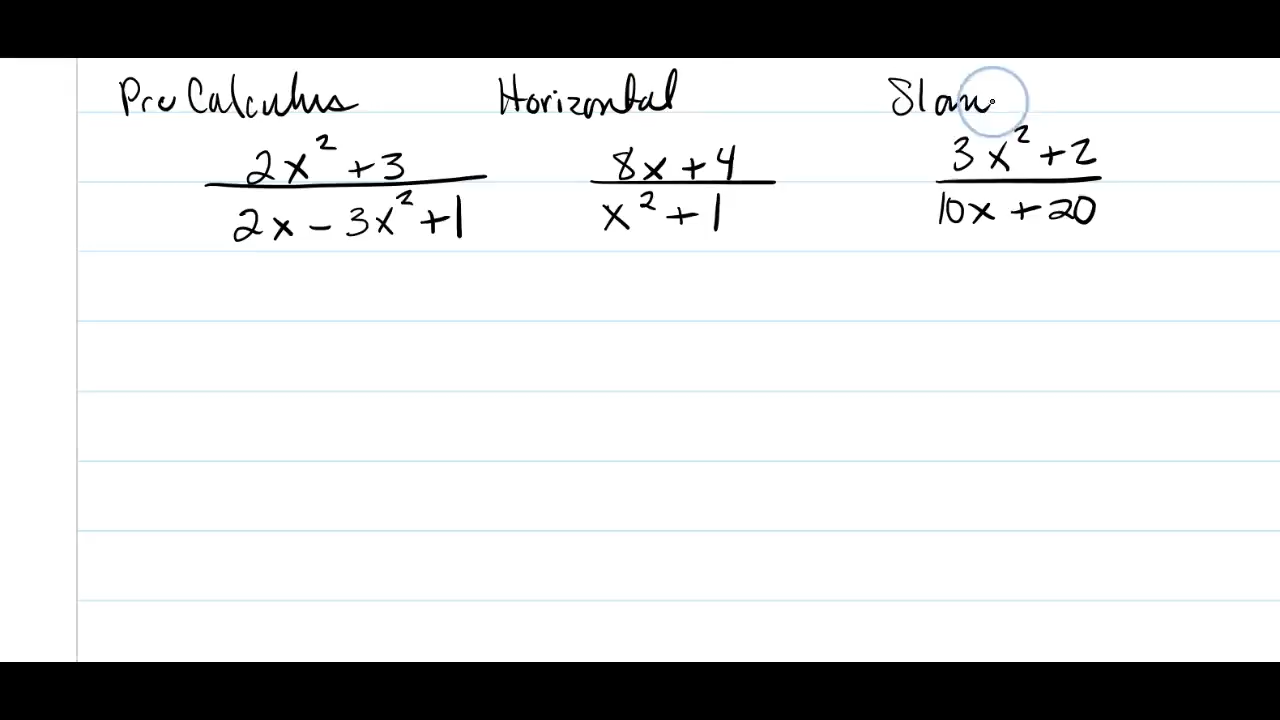 Pre Calculus Horizontal Slan
2x² + 3
2x - 3x² + 1
8x + 4
x² + 1
3x² + 2
10x + 20